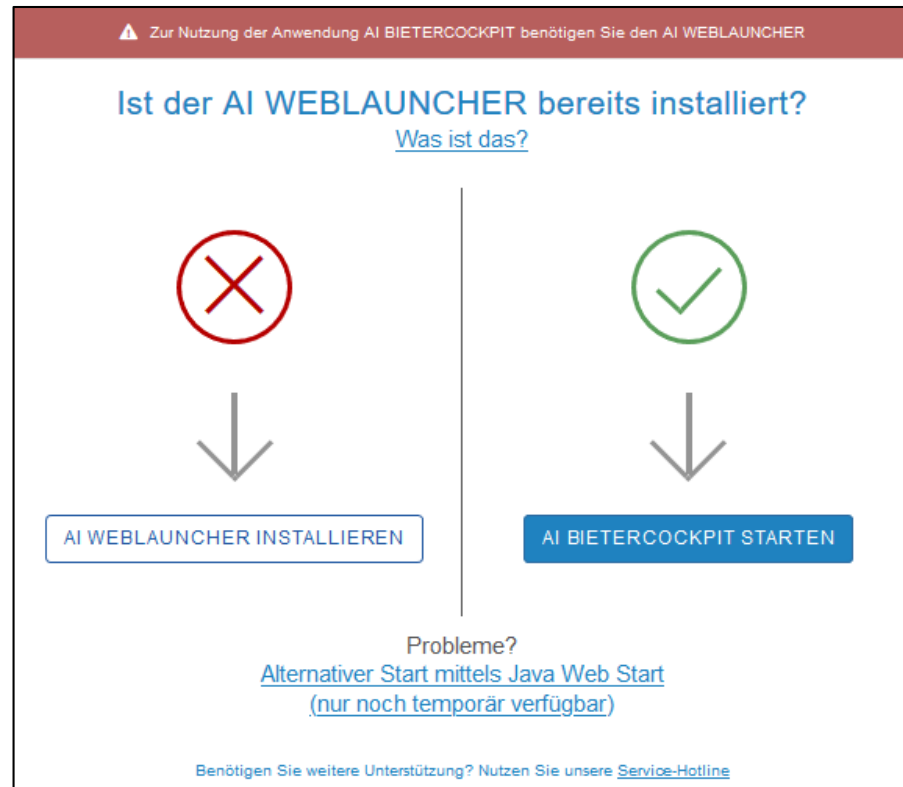 Zur Nutzung der Anwendung AI BIETERCOCKPIT benötigen Sie den AI WEBLAUNCHER
Ist der AI WEBLAUNCHER bereits installiert?
Was ist das?
AI WEBLAUNCHER INSTALLIEREN
AI BIETERCOCKPIT STARTEN
Probleme?
Alternativer Start mittels Java Web Start
(nur noch temporär verfügbar)
Benötigen Sie weitere Unterstützung? Nutzen Sie unsere Service-Hotline